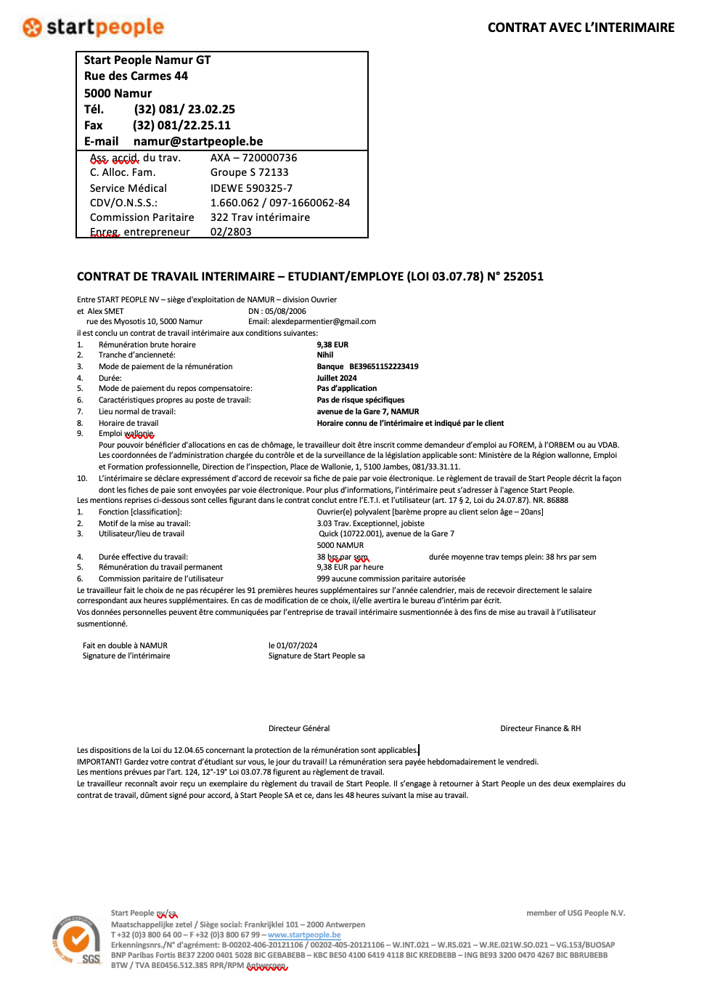 startpeople
CONTRAT AVEC L’INTERIMAIRE
Start People Namur GT
Rue des Carmes 44
5000 Namur
Tél. (32) 081/ 23.02.25
Fax (32) 081/22.25.11
E-mail namur@startpeople.be
Ass. accid. du trav. AXA – 720000736
C. Alloc. Fam. Groupe S 72133
Service Médical IDEWE 590325-7
CDV/O.N.S.S.: 1.660.062 / 097-1660062-84
Commission Paritaire 322 Trav intérimaire
Enreg. entrepreneur 02/2803
CONTRAT DE TRAVAIL INTERIMAIRE – ETUDIANT/EMPLOYE (LOI 03.07.78) N° 252051
Entre START PEOPLE NV – siège d'exploitation de NAMUR – division Ouvrier
et Alex SMET DN : 05/08/2006
rue des Myosotis 10, 5000 Namur Email: alexdeparmentier@gmail.com
il est conclu un contrat de travail intérimaire aux conditions suivantes:
1. Rémunération brute horaire 9,38 EUR
2. Tranche d’ancienneté: Nihil
3. Mode de paiement de la rémunération Banque BE39651152223419
4. Durée: Juillet 2024
5. Mode de paiement du repos compensatoire: Pas d’application
6. Caractéristiques propres au poste de travail: Pas de risque spécifiques
7. Lieu normal de travail: avenue de la Gare 7, NAMUR
8. Horaire de travail Horaire connu de l’intérimaire et indiqué par le client
9. Emploi wallonie
Pour pouvoir bénéficier d’allocations en cas de chômage, le travailleur doit être inscrit comme demandeur d’emploi au FOREM, à l’ORBEM ou au VDAB.
Les coordonnées de l’administration chargée du contrôle et de la surveillance de la législation applicable sont: Ministère de la Région wallonne, Emploi
et Formation professionnelle, Direction de l’inspection, Place de Wallonie, 1, 5100 Jambes, 081/33.31.11.
10. L’intérimaire se déclare expressément d’accord de recevoir sa fiche de paie par voie électronique. Le règlement de travail de Start People décrit la façon
dont les fiches de paie sont envoyées par voie électronique. Pour plus d’informations, l’intérimaire peut s’adresser à l'agence Start People.
Les mentions reprises ci-dessous sont celles figurant dans le contrat conclut entre l’E.T.I. et l’utilisateur (art. 17 § 2, Loi du 24.07.87). NR. 86888
1. Fonction [classification]: Ouvrier(e) polyvalent [barème propre au client selon âge – 20ans]
2. Motif de la mise au travail: 3.03 Trav. Exceptionnel, jobiste
3. Utilisateur/lieu de travail Quick (10722.001), avenue de la Gare 7
5000 NAMUR
4. Durée effective du travail: 38 hrs par sem durée moyenne trav temps plein: 38 hrs par sem
5. Rémunération du travail permanent 9,38 EUR par heure
6. Commission paritaire de l’utilisateur 999 aucune commission paritaire autorisée
Le travailleur fait le choix de ne pas récupérer les 91 premières heures supplémentaires sur l’année calendrier, mais de recevoir directement le salaire
correspondant aux heures supplémentaires. En cas de modification de ce choix, il/elle avertira le bureau d’intérim par écrit.
Vos données personnelles peuvent être communiquées par l’entreprise de travail intérimaire susmentionnée à des fins de mise au travail à l’utilisateur
susmentionné.
Fait en double à NAMUR le 01/07/2024
Signature de l’intérimaire Signature de Start People sa
Directeur Général Directeur Finance & RH
Les dispositions de la Loi du 12.04.65 concernant la protection de la rémunération sont applicables.
IMPORTANT! Gardez votre contrat d’étudiant sur vous, le jour du travail! La rémunération sera payée hebdomadairement le vendredi.
Les mentions prévues par l’art. 124, 12°-19° Loi 03.07.78 figurent au règlement de travail.
Le travailleur reconnaît avoir reçu un exemplaire du règlement du travail de Start People. Il s’engage à retourner à Start People un des deux exemplaires du
contrat de travail, dûment signé pour accord, à Start People SA et ce, dans les 48 heures suivant la mise au travail.
Start People nv/sa member of USG People N.V.
Maatschappelijke zetel / Siège social: Frankrijklei 101 – 2000 Antwerpen
T +32 (0)3 800 64 00 – F +32 (0)3 800 67 99 – www.startpeople.be
Erkenningsnrs./N° d'agrément: B-00202-406-20121106 / 00202-405-20121106 – W.INT.021 – W.RS.021 – W.RE.021W.SO.021 – VG.153/BUOSAP
BNP Paribas Fortis BE37 2200 0401 5028 BIC GEBABEBB – KBC BE50 4100 6419 4118 BIC KREDBEBB – ING BE93 3200 0470 4267 BIC BBRUBEBB
BTW / TVA BE0456.512.385 RPR/RPM Antwerpen
SGS